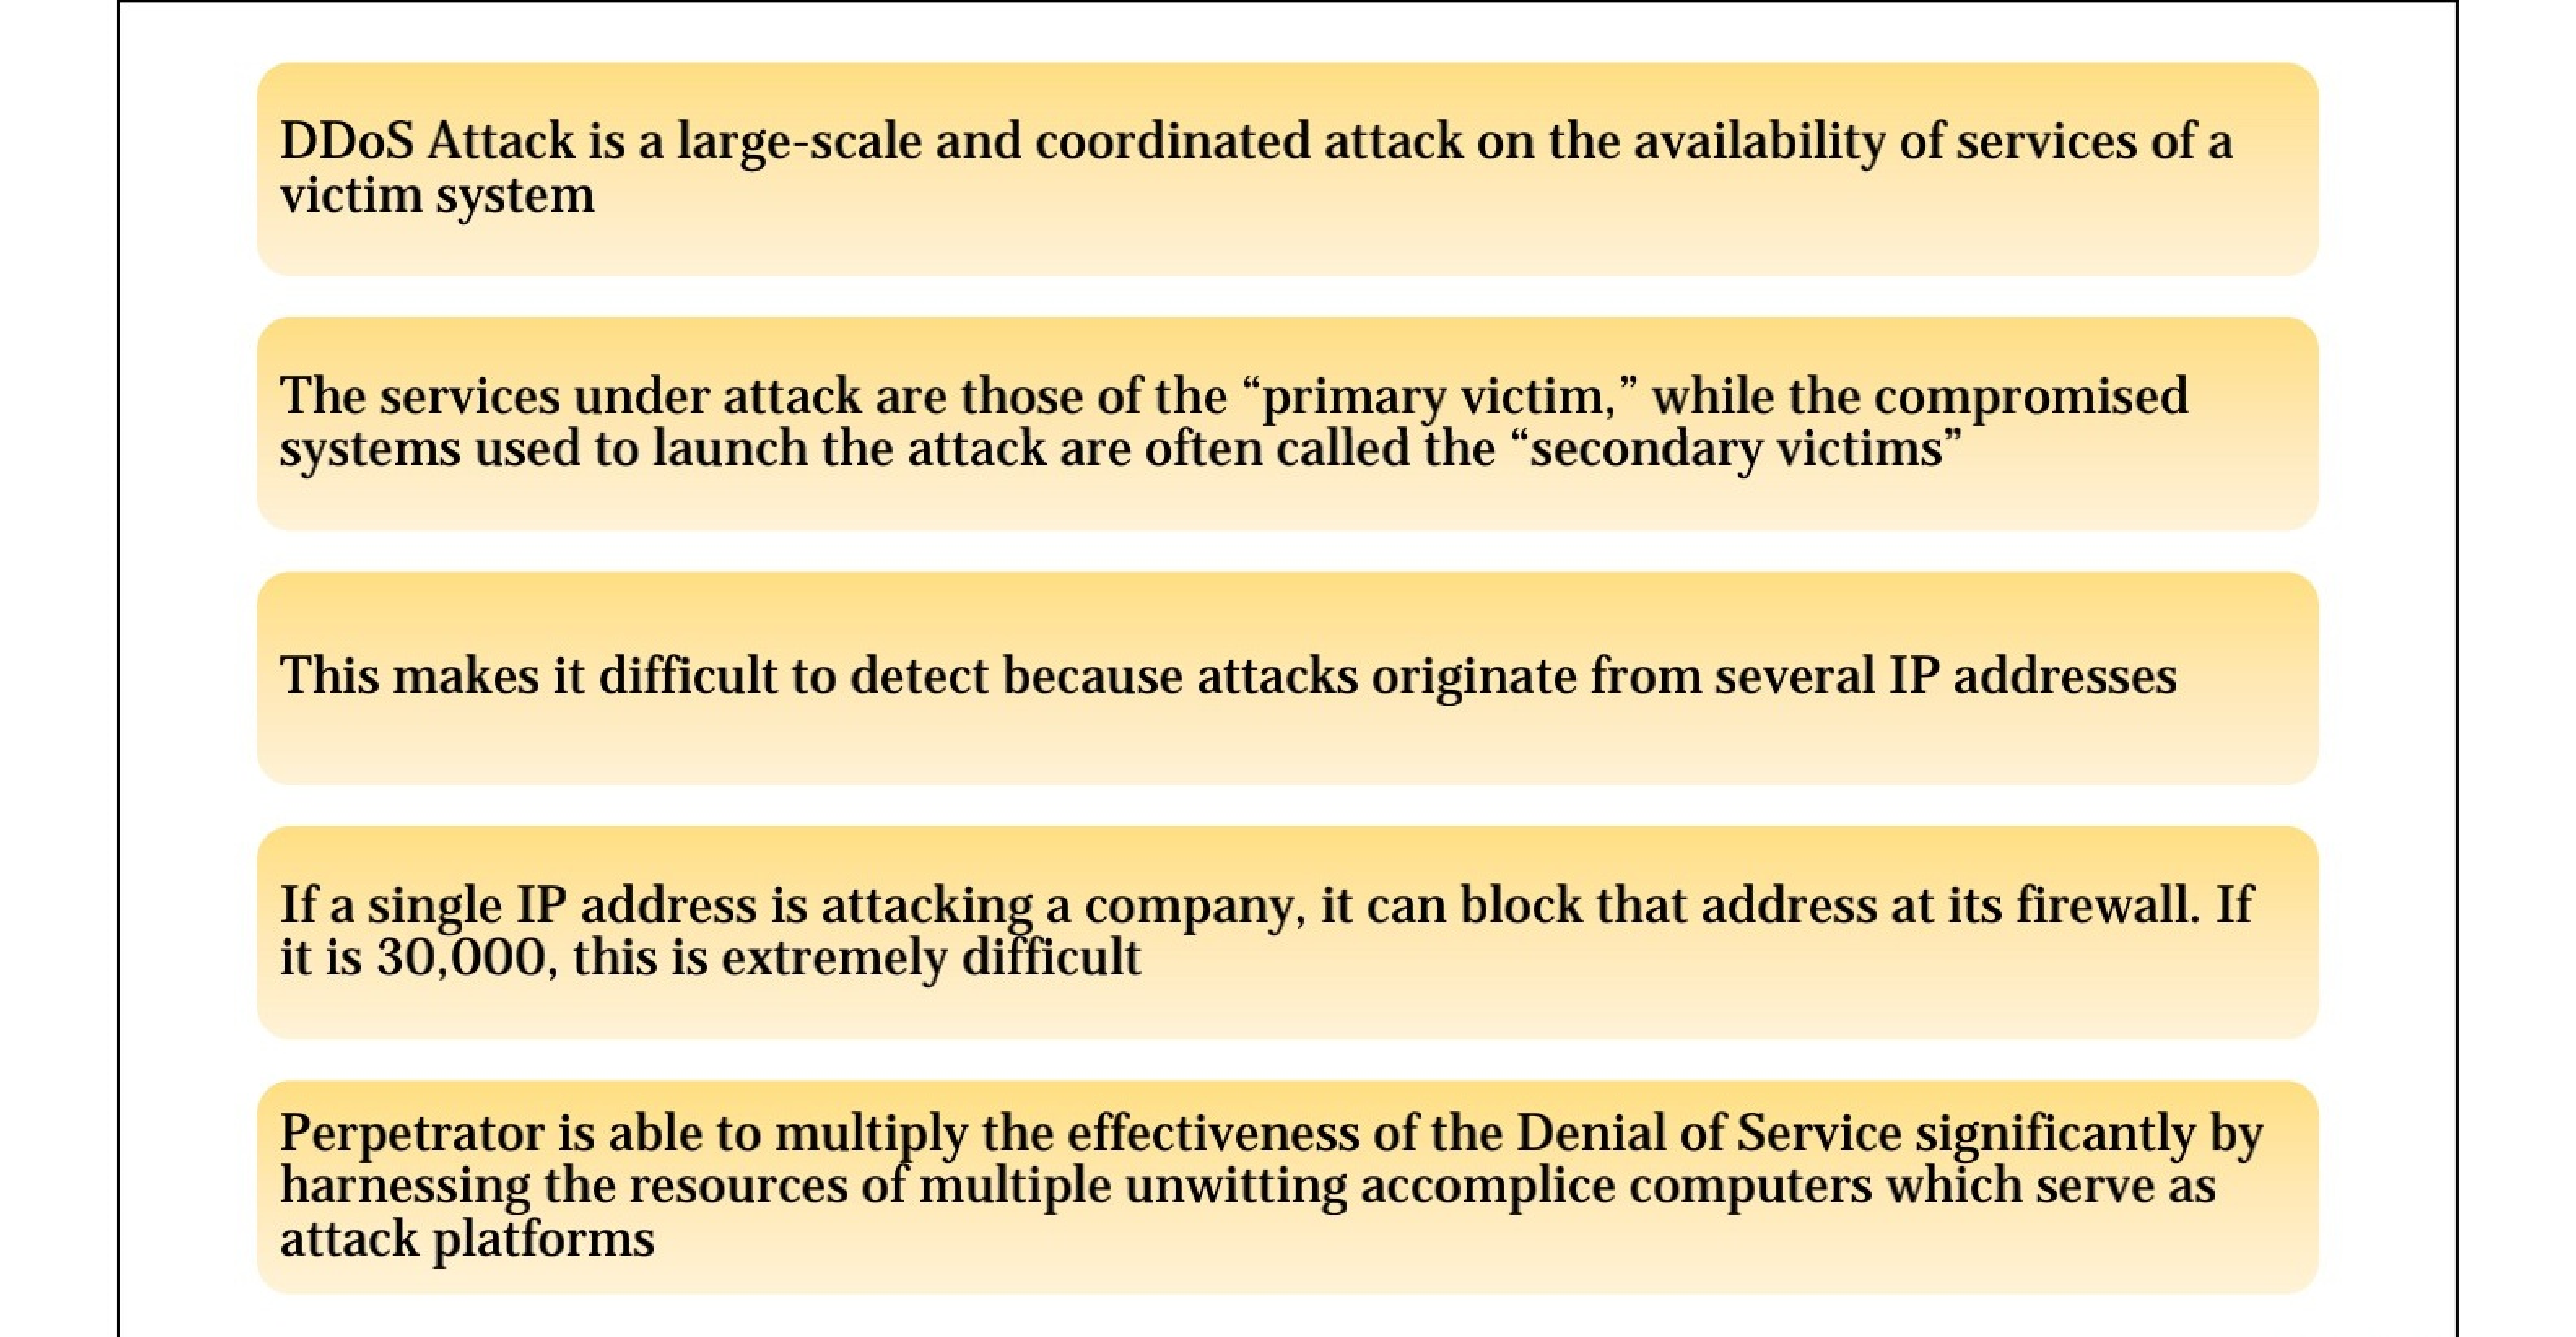 DDoS Attack is a large-scale and coordinated attack on the availability of services of a
victim system
The services under attack are those of the “primary victim,” while the compromised
systems used to launch the attack are often called the “secondary victims”
This makes it difficult to detect because attacks originate from several IP addresses
If a single IP address is attacking a company, it can block that address at its firewall. If
it is 30,000, this is extremely difficult
Perpetrator is able to multiply the effectiveness of the Denial of Service significantly by
harnessing the resources of multiple unwitting accomplice computers which serve as
attack platforms